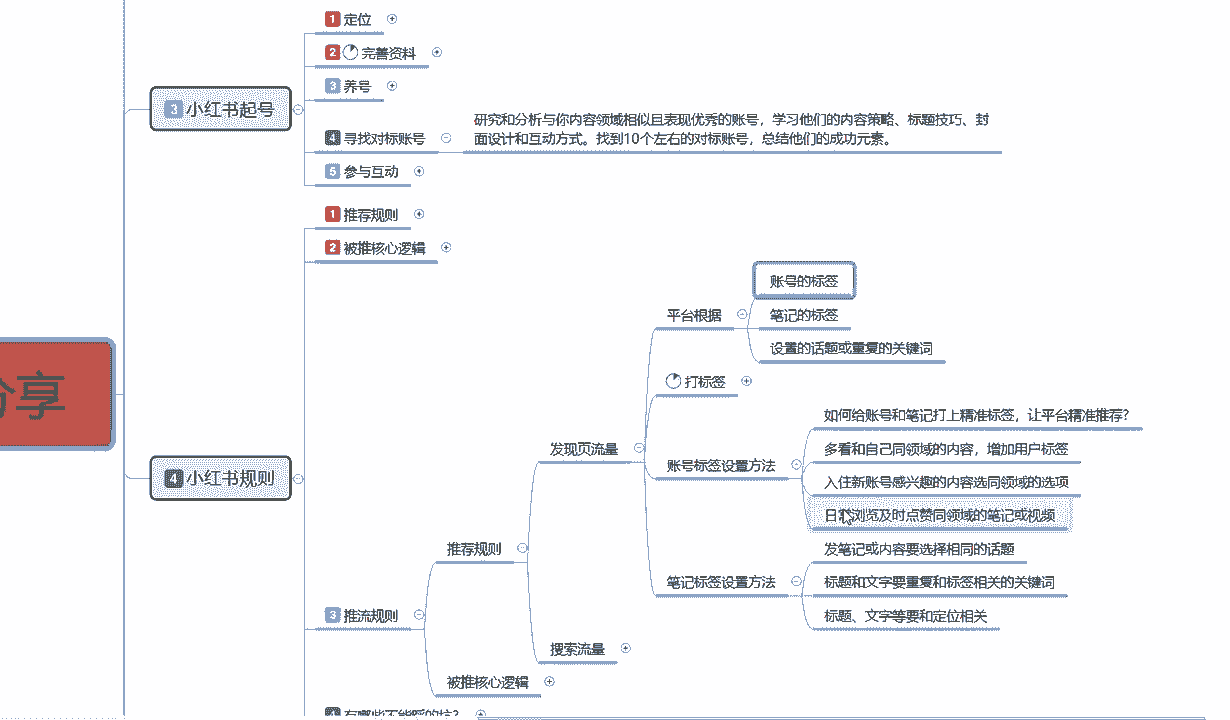 1 定位
2 完善资料
3 养号
3 小红书起号
4 寻找对标账号
研究和分析与你内容领域相似且表现优秀的账号，学习他们的内容策略、标题技巧、封
面设计和互动方式。找到10个左右的对标账号，总结他们的成功元素。
5 参与互动
1 推荐规则
2 被推核心逻辑
账号的标签
平台根据
笔记的标签
设置的话题或重复的关键词
打标签
享
如何给账号和笔记打上精准标签，让平台精准推荐？
发现页流量
多看和自己同领域的内容，增加用户标签
账号标签设置方法
4 小红书规则
入住新账号感兴趣的内容选同领域的选项
日常浏览及时点赞同领域的笔记或视频
推荐规则
发笔记或内容要选择相同的话题
笔记标签设置方法
标题和文字要重复和标签相关的关键词
3 推流规则
标题、文字等要和定位相关
搜索流量
被推核心逻辑
有哪些不能踩的坑？